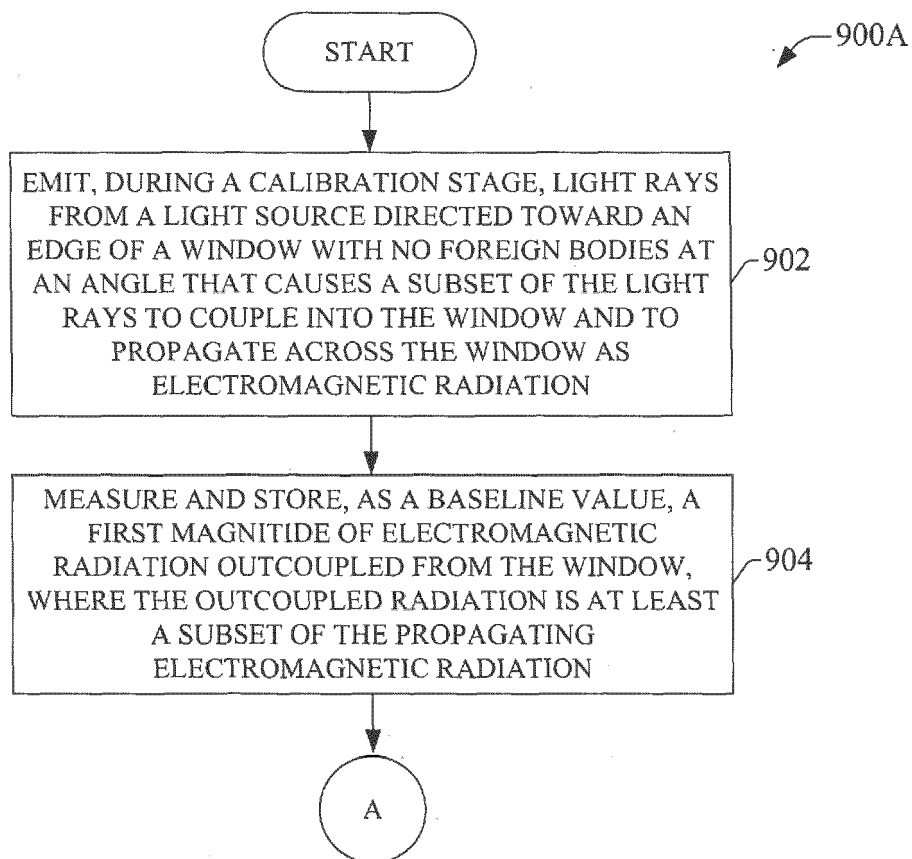 START
900A
EMIT, DURING A CALIBRATION STAGE, LIGHT RAYS
FROM A LIGHT SOURCE DIRECTED TOWARD AN
EDGE OF A WINDOW WITH NO FOREIGN BODIES AT
AN ANGLE THAT CAUSES A SUBSET OF THE LIGHT
RAYS TO COUPLE INTO THE WINDOW AND TO
PROPAGATE ACROSS THE WINDOW AS
ELECTROMAGNETIC RADIATION
902
MEASURE AND STORE, AS A BASELINE VALUE, A
FIRST MAGNITIDE OF ELECTROMAGNETIC
RADIATION OUTCOUPLED FROM THE WINDOW,
WHERE THE OUTCOUPLED RADIATION IS AT LEAST
A SUBSET OF THE PROPAGATING
ELECTROMAGNETIC RADIATION
904
A